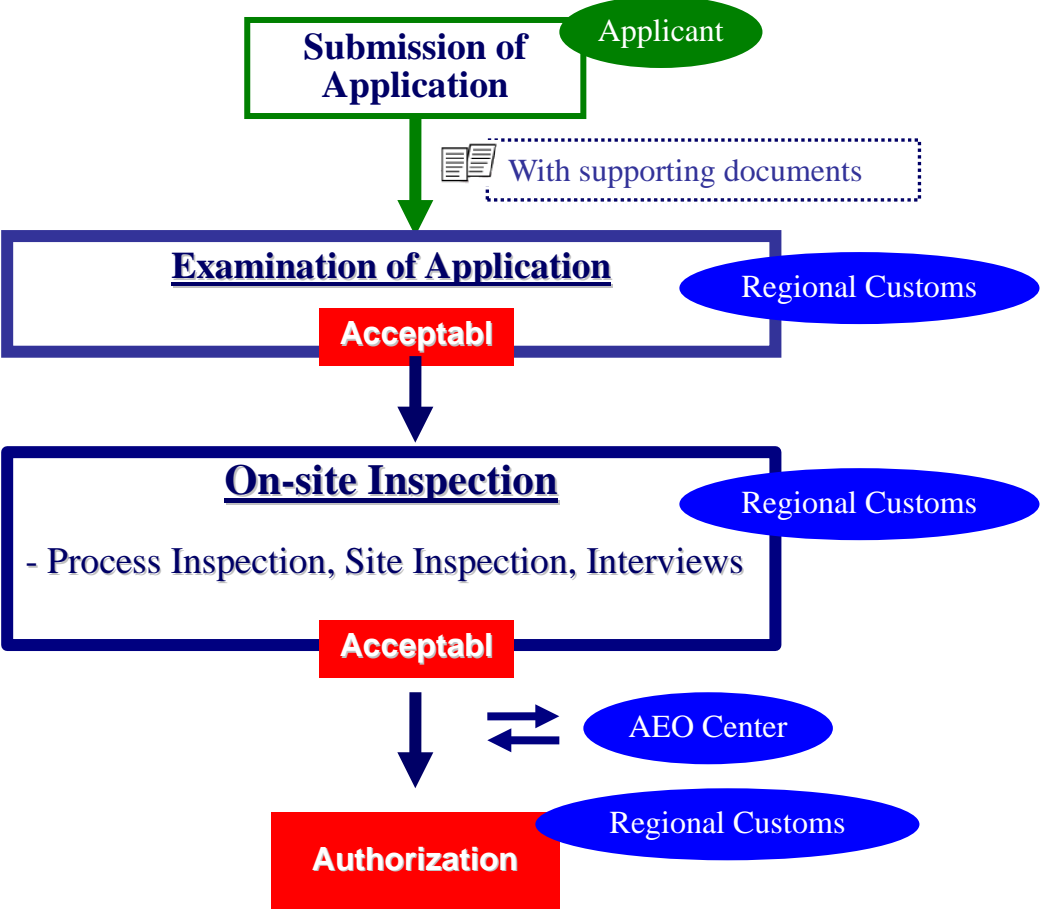 Submission of
Application
Applicant
With supporting documents
Examination of Application
Regional Customs
Acceptabl
On-site Inspection
Regional Customs
- Process Inspection, Site Inspection, Interviews
Acceptabl
AEO Center
Regional Customs
Authorization